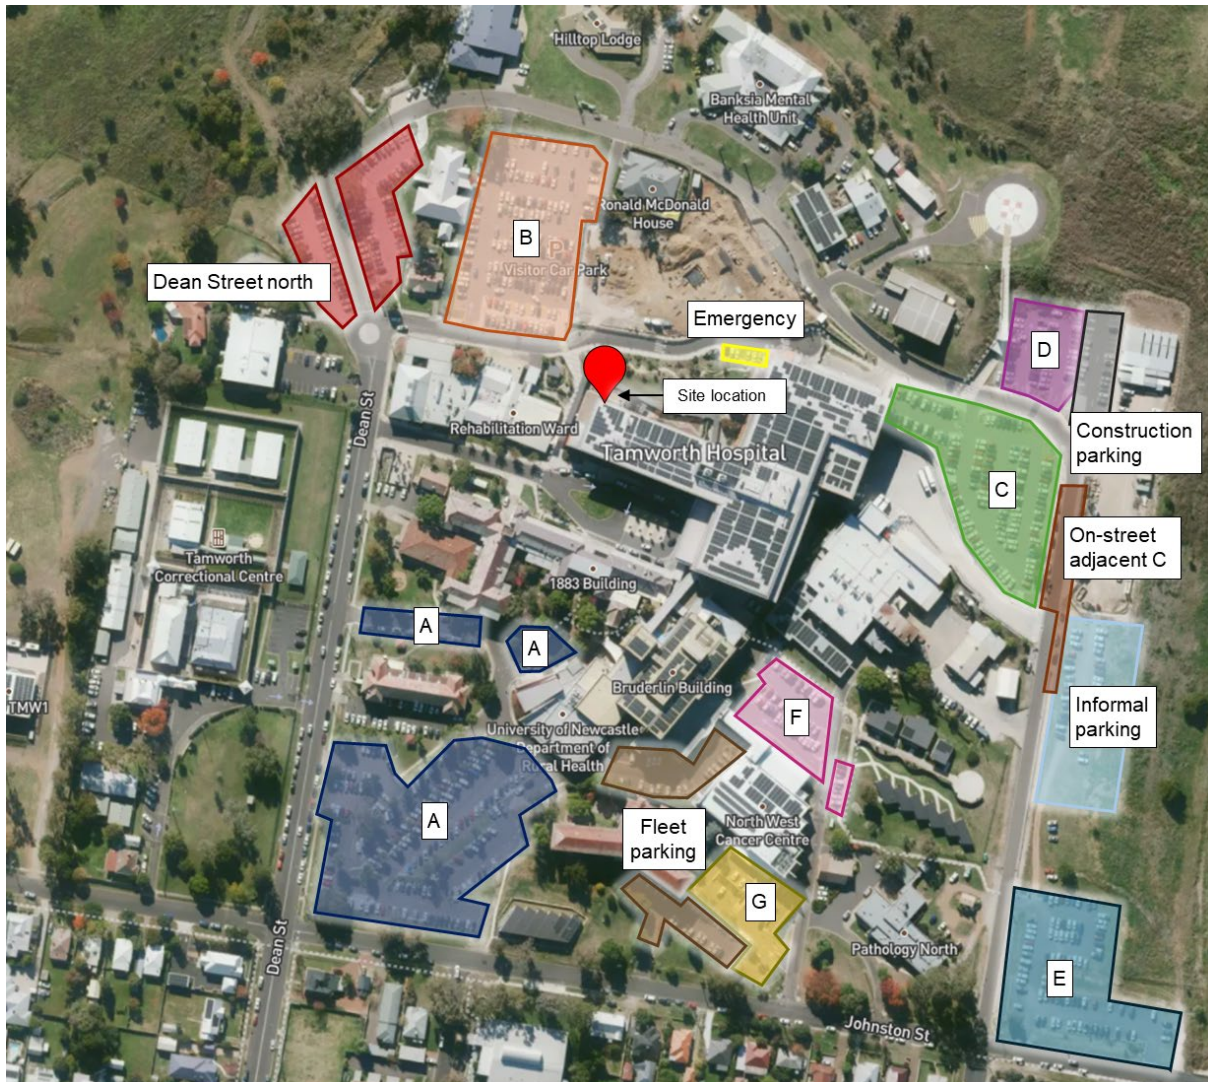 Hilltop Lodge
Banksia Mental
Health Unit
Ronald McDonald
House
B
P
Visitor Car Park
Dean Street north
Emergency
D
Site location
Dean St
Rehabilitation Ward
Tamworth Hospital
Construction
parking
C
On-street
adjacent C
Tamworth
Correctional Centre
1883 Building
A
A
Bruderlin Building
TMW1
F
Informal
parking
University of Newcastle
Department of
Rural Health
A
Fleet
parking
North West
Cancer Centre
G
Dean St
Pathology North
E
Johnston St